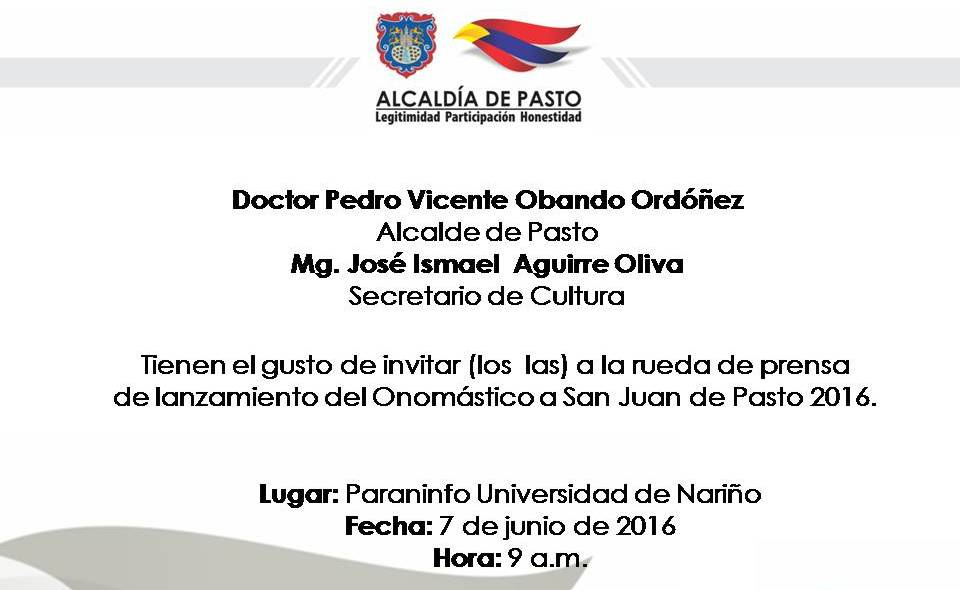 ALCALDÍA DE PASTO
Legitimidad Participación Honestidad
Doctor Pedro Vicente Obando Ordóñez
Alcalde de Pasto
Mg. José Ismael Aguirre Oliva
Secretario de Cultura
Tienen el gusto de invitar (los las) a la rueda de prensa
de lanzamiento del Onomástico a San Juan de Pasto 2016.
Lugar: Paraninfo Universidad de Nariño
Fecha: 7 de junio de 2016
Hora: 9 a.m.